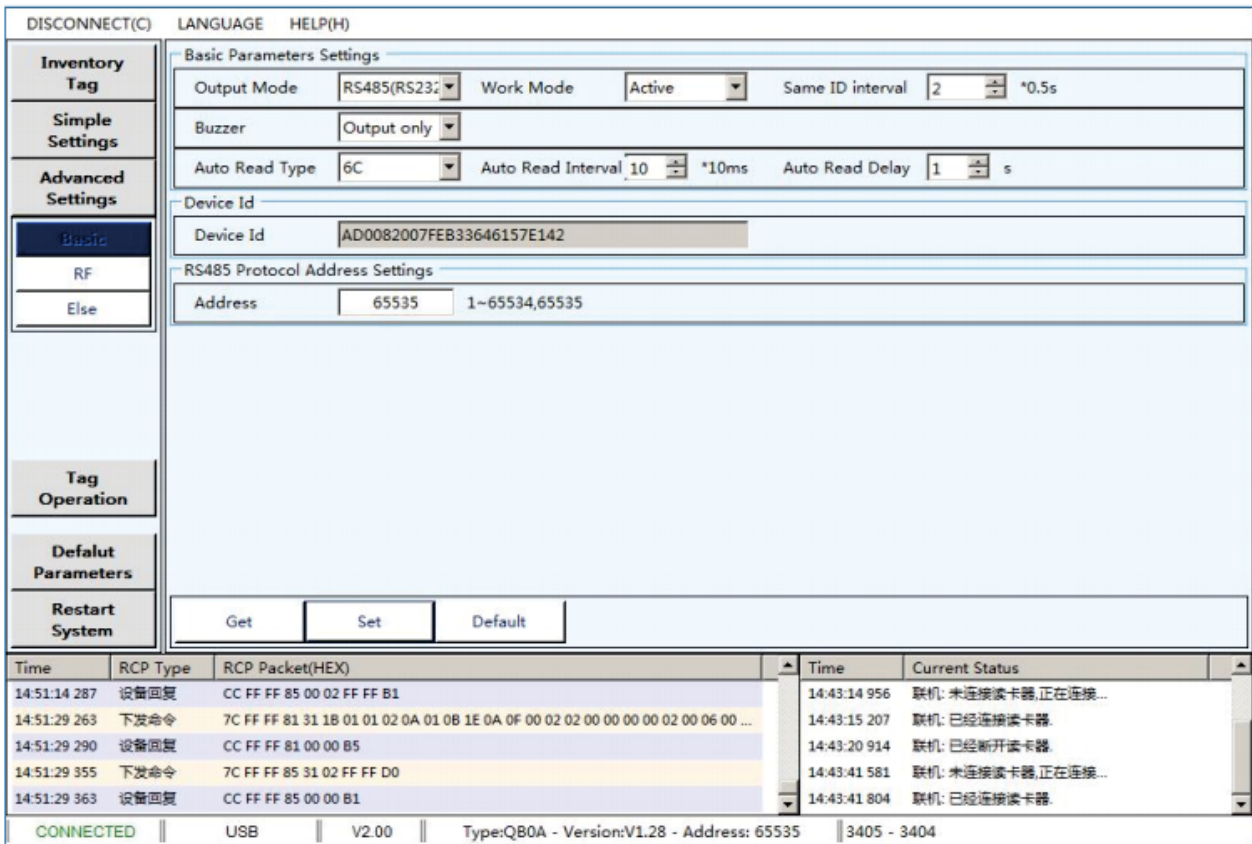 DISCONNECT(C) LANGUAGE HELP(H)
Inventory
Tag
Simple
Settings
Advanced
Settings
Basic
RF
Else
Tag
Operation
Defalut
Parameters
Restart
System
Basic Parameters Settings
Output Mode RS485(RS232 Work Mode Active Same ID interval 2 *0.5s
Buzzer Output only
Auto Read Type 6C Auto Read Interval 10 *10ms Auto Read Delay 1 s
Device Id
Device Id AD0082007FEB33646157E142
RS485 Protocol Address Settings
Address 65535 1~65534,65535
Get Set Default
Time RCP Type RCP Packet(HEX)
14:51:14 287 设备回复 CC FF FF 85 00 02 FF FF B1
14:51:29 263 下发命令 7C FF FF 81 31 1B 01 01 02 0A 01 0B 1E 0A 0F 00 02 02 00 00 00 00 02 00 06 00 ...
14:51:29 290 设备回复 CC FF FF 81 00 00 B5
14:51:29 355 下发命令 7C FF FF 85 31 02 FF FF D0
14:51:29 363 设备回复 CC FF FF 85 00 00 B1
Time Current Status
14:43:14 956 联机: 未连接读卡器,正在连接...
14:43:15 207 联机: 已经连接读卡器.
14:43:20 914 联机: 已经断开读卡器.
14:43:41 581 联机: 未连接读卡器,正在连接...
14:43:41 804 联机: 已经连接读卡器.
CONNECTED USB V2.00 Type:QB0A - Version:V1.28 - Address: 65535 3405 - 3404